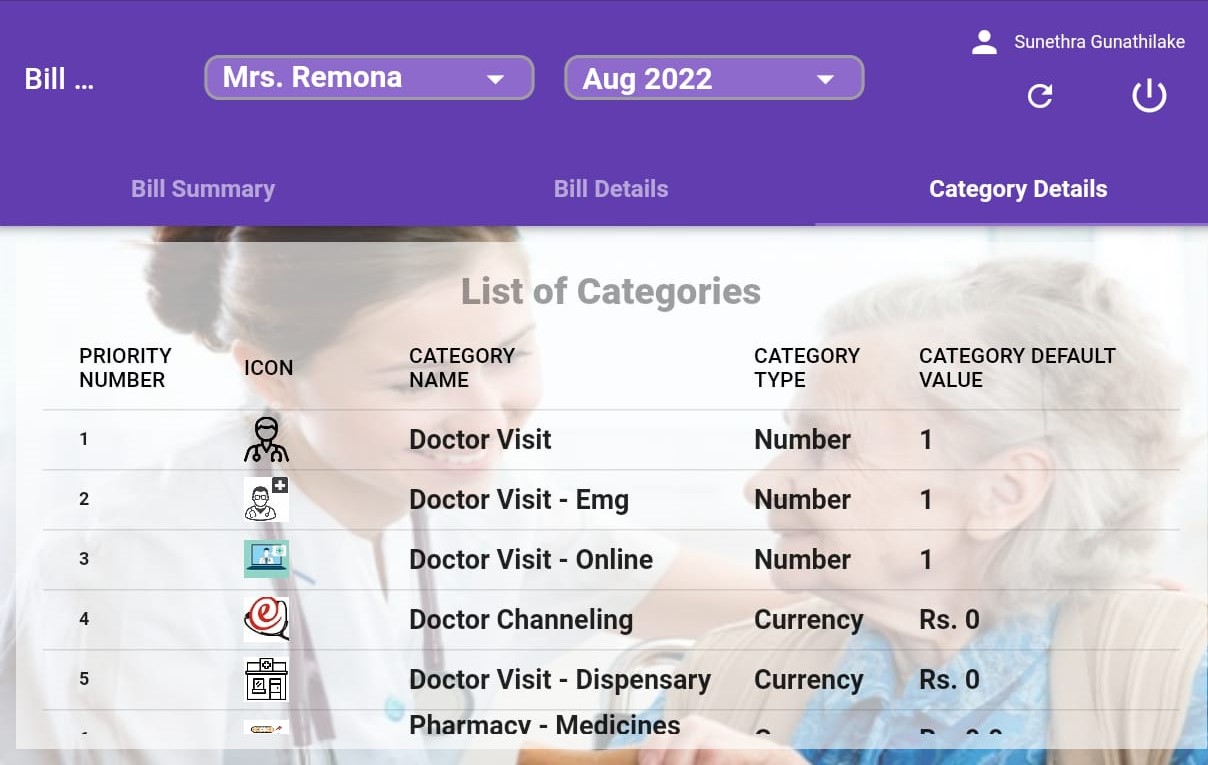 Sunethra Gunathilake
Bill ...
Mrs. Remona
Aug 2022
Bill Summary
Bill Details
Category Details
List of Categories
PRIORITY NUMBER
ICON
CATEGORY NAME
CATEGORY TYPE
CATEGORY DEFAULT VALUE
1 Doctor Visit Number 1
2 Doctor Visit - Emg Number 1
3 Doctor Visit - Online Number 1
4 Doctor Channeling Currency Rs. 0
5 Doctor Visit - Dispensary Currency Rs. 0
Pharmacy - Medicines